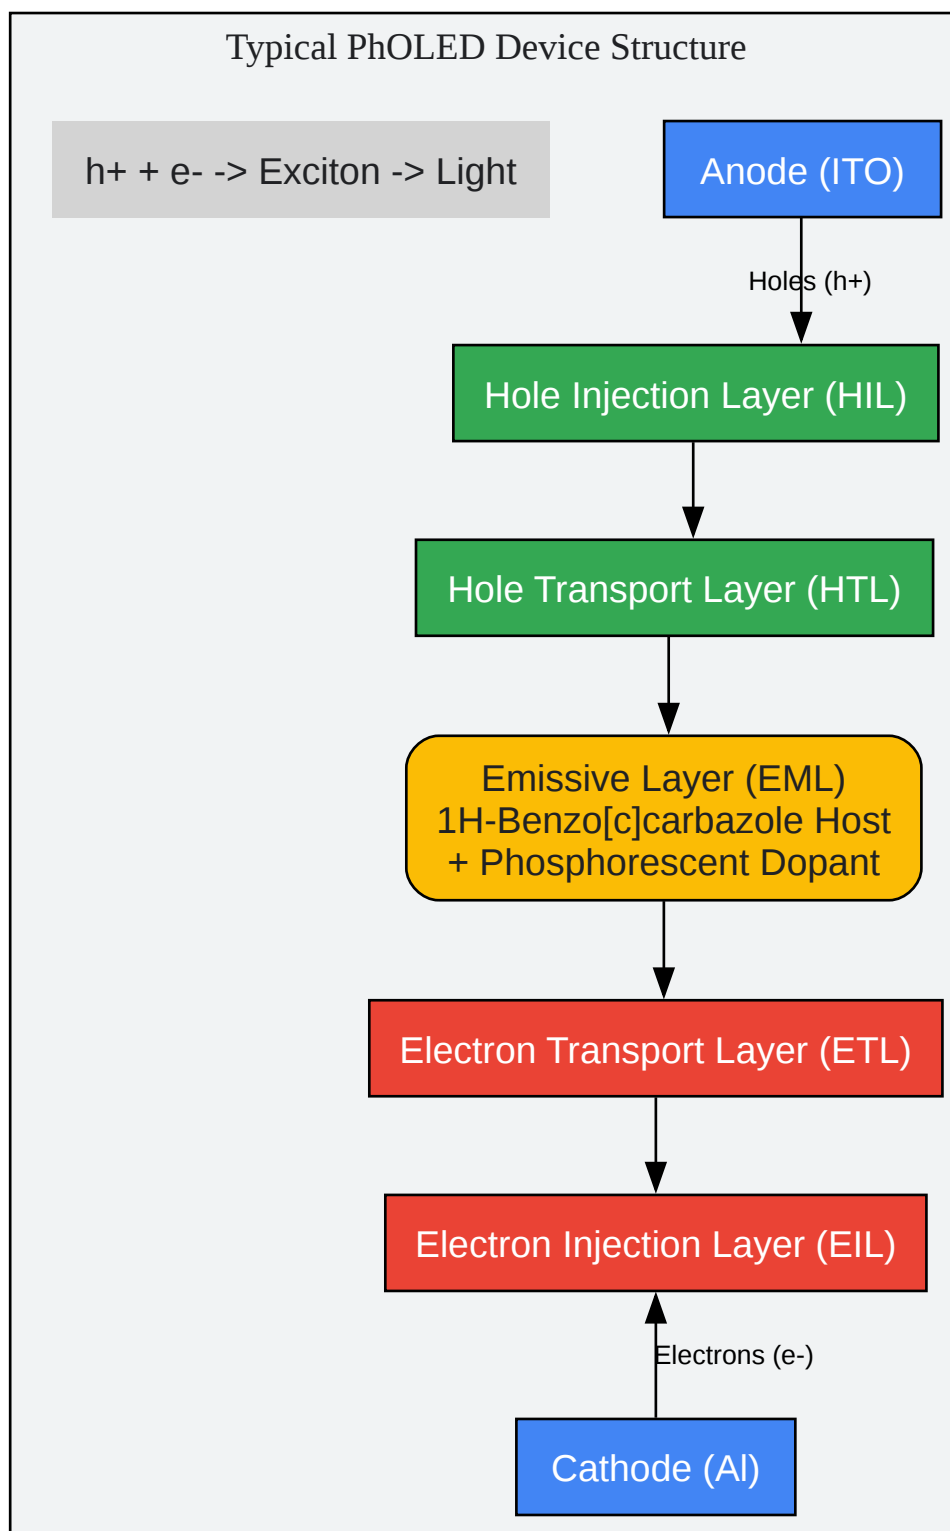 Typical PhOLED Device Structure
h+ + e- -> Exciton -> Light
Anode (ITO)
Holes (h+)
Hole Injection Layer (HIL)
Hole Transport Layer (HTL)
Emissive Layer (EML)
1H-Benzo[c]carbazole Host
+ Phosphorescent Dopant
Electron Transport Layer (ETL)
Electron Injection Layer (EIL)
Electrons (e-)
Cathode (Al)